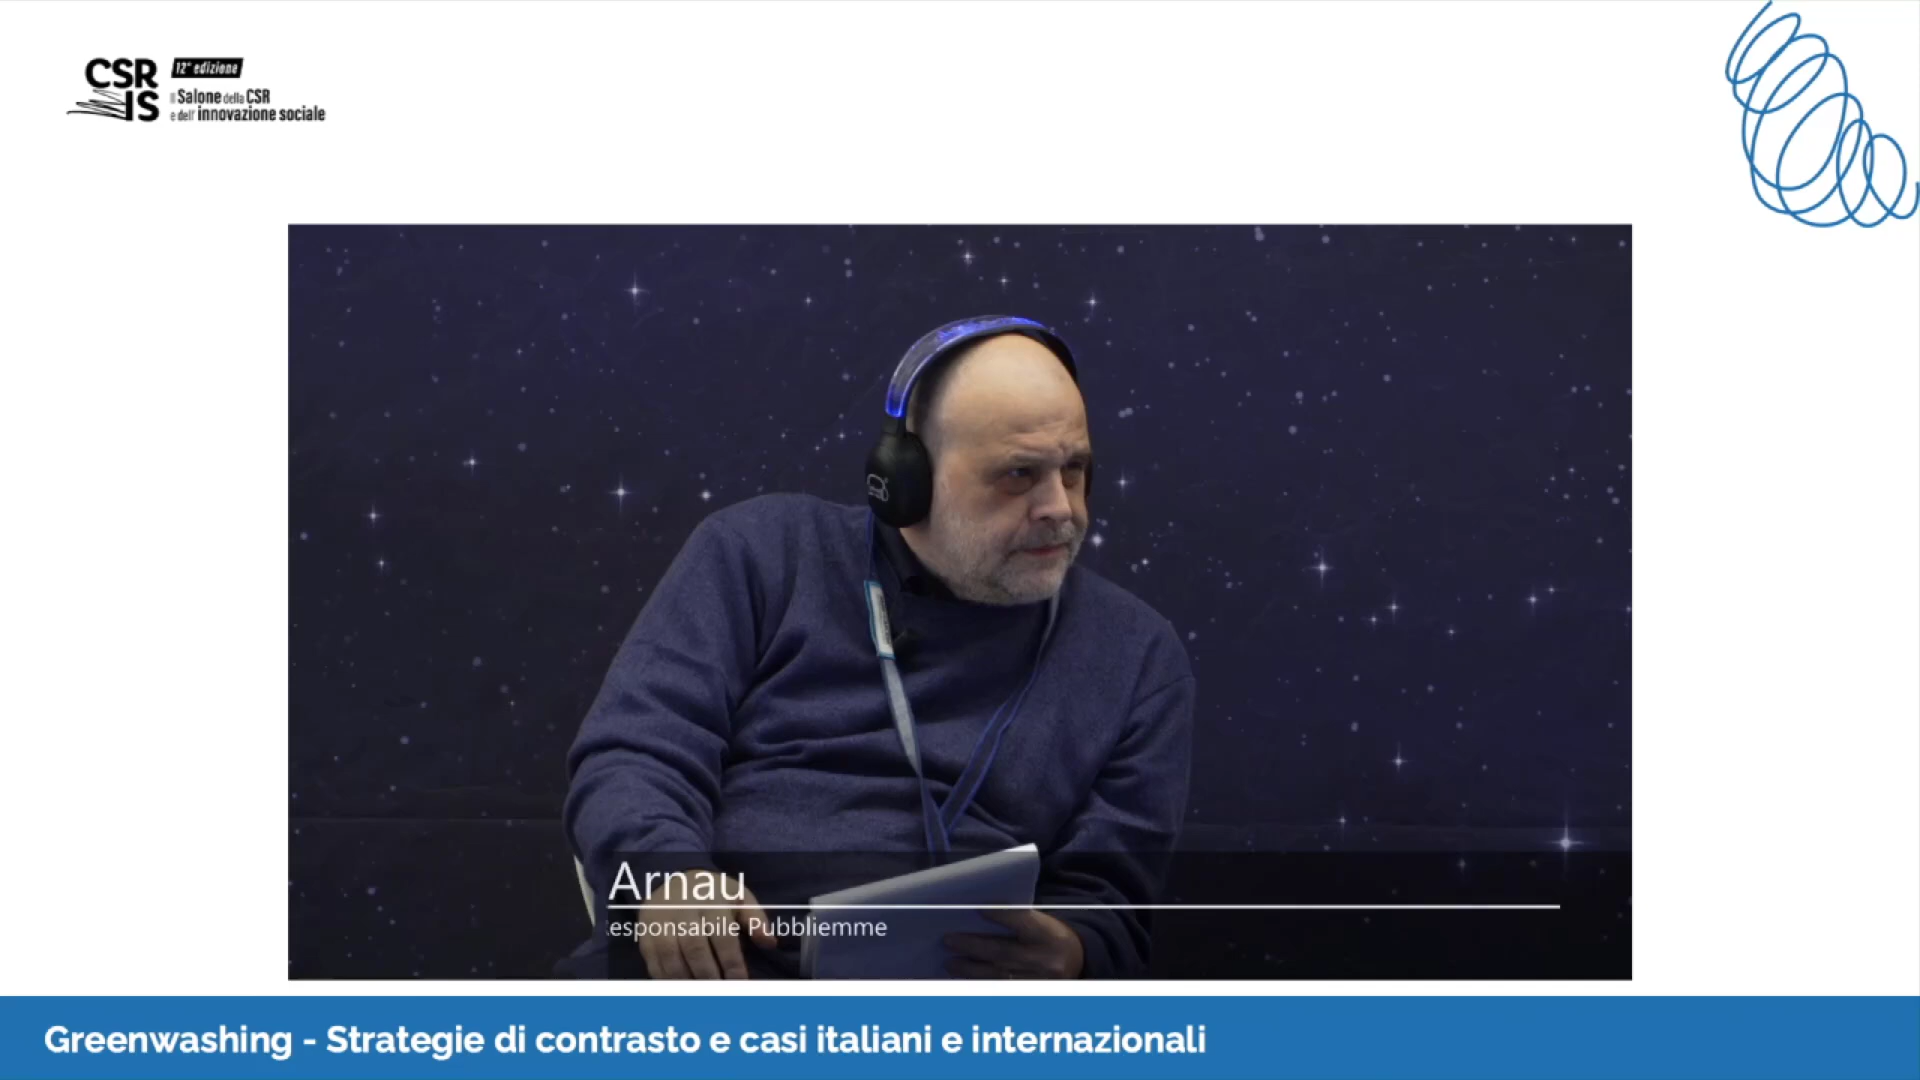 CSR
IS
12ª edizione
Il Salone della CSR
e dell'innovazione sociale
Arnau
esponsabile Pubbliemme
Greenwashing - Strategie di contrasto e casi italiani e internazionali